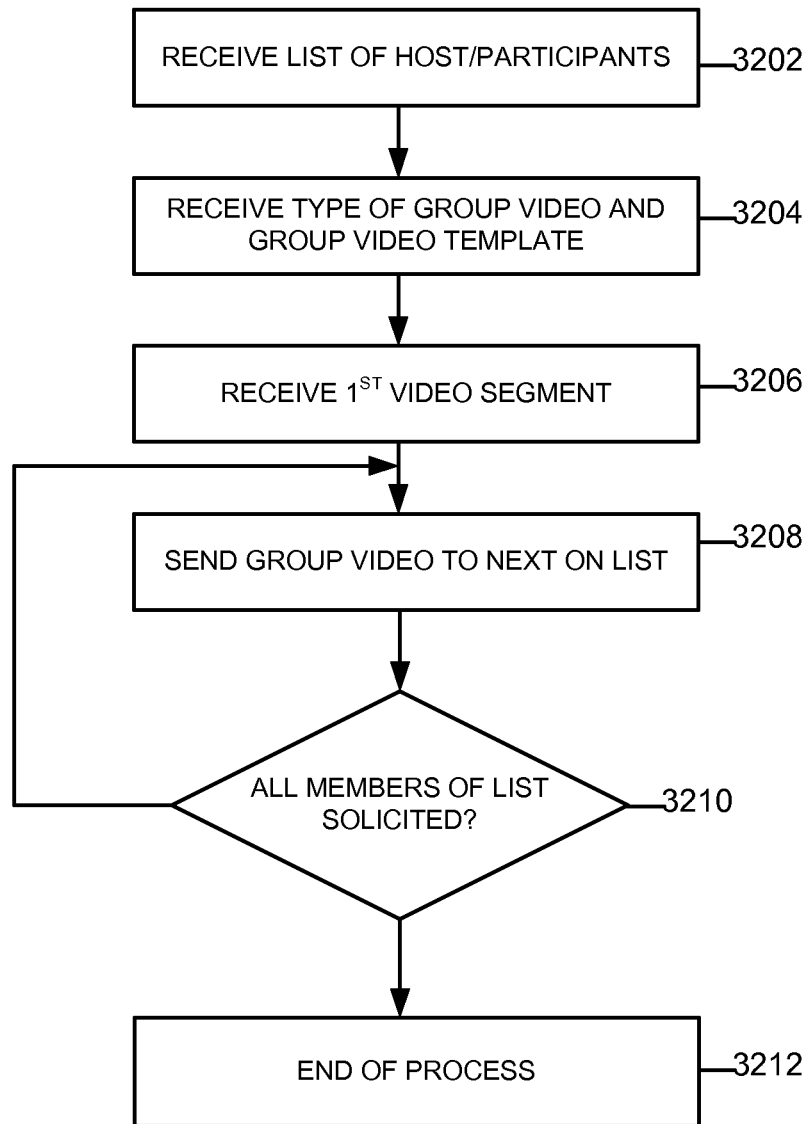 RECEIVE LIST OF HOST/PARTICIPANTS
3202
RECEIVE TYPE OF GROUP VIDEO AND
GROUP VIDEO TEMPLATE
3204
RECEIVE 1ST VIDEO SEGMENT
3206
SEND GROUP VIDEO TO NEXT ON LIST
3208
ALL MEMBERS OF LIST
SOLICITED?
3210
END OF PROCESS
3212